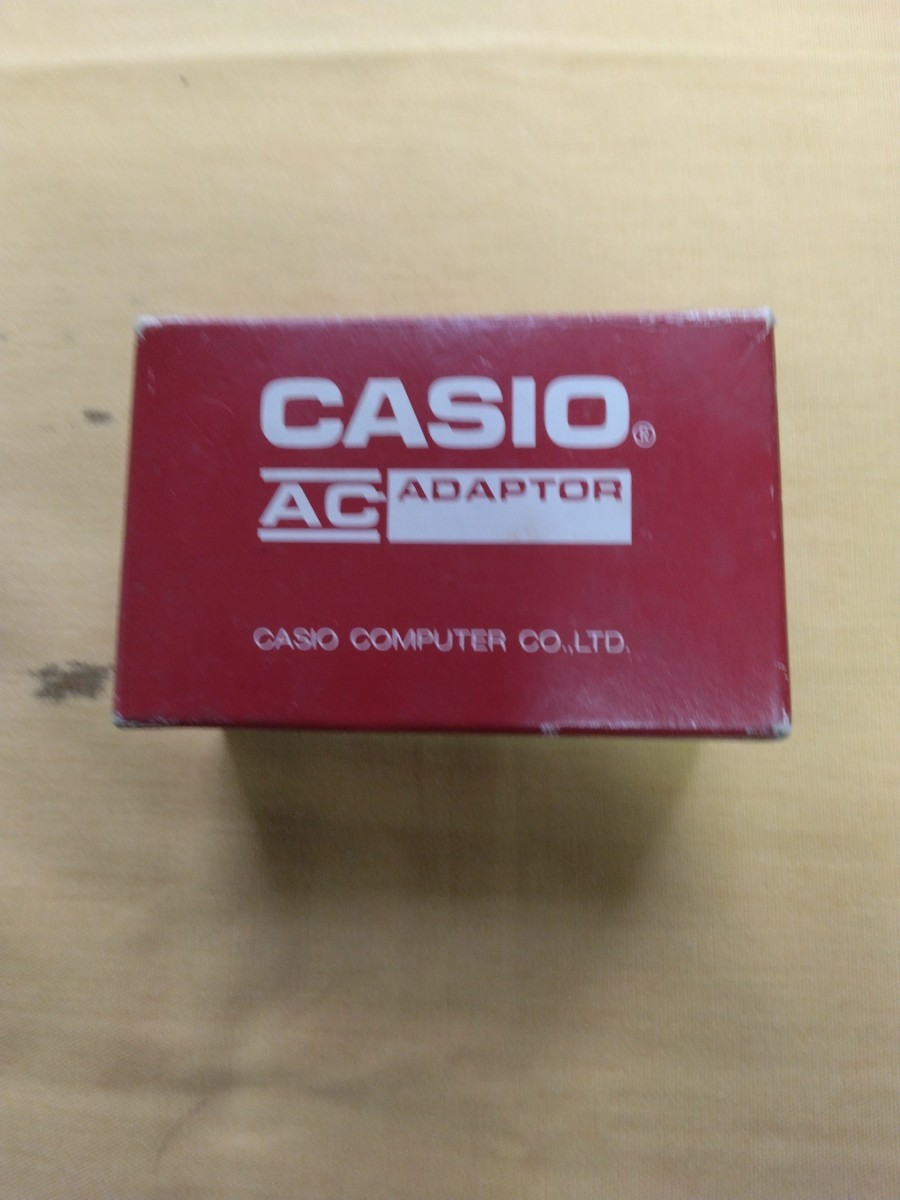 CASIO®
AC ADAPTOR
CASIO COMPUTER CO.,LTD.